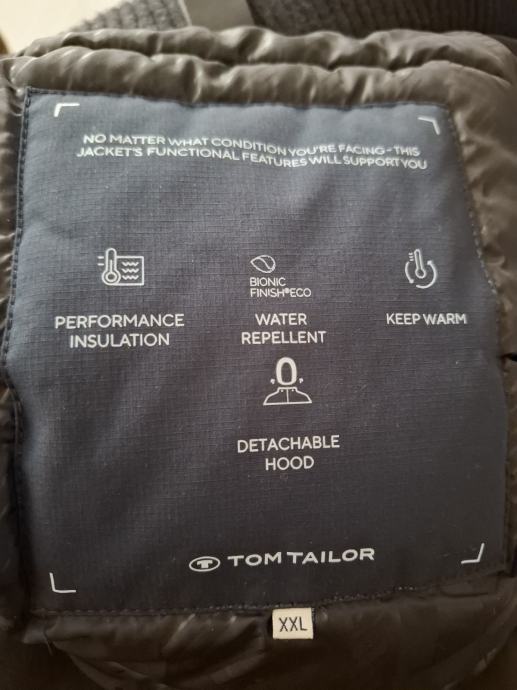 NO MATTER WHAT CONDITION YOU'RE FACING - THIS
JACKET'S FUNCTIONAL FEATURES WILL SUPPORT YOU
BIONIC
FINISH®ECO
PERFORMANCE
INSULATION
WATER
REPELLENT
KEEP WARM
DETACHABLE
HOOD
TOM TAILOR
XXL